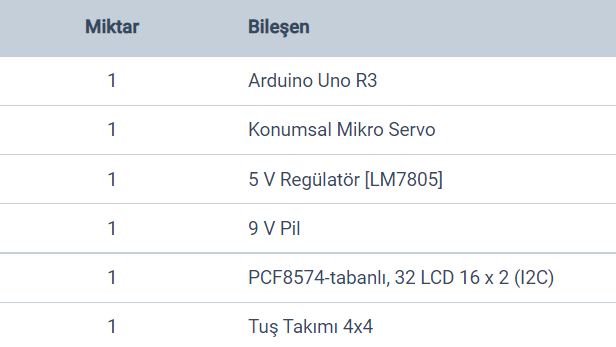 Miktar Bileşen
1 Arduino Uno R3
1 Konumsal Mikro Servo
1 5 V Regülatör [LM7805]
1 9 V Pil
1 PCF8574-tabanlı, 32 LCD 16 x 2 (I2C)
1 Tuş Takımı 4x4